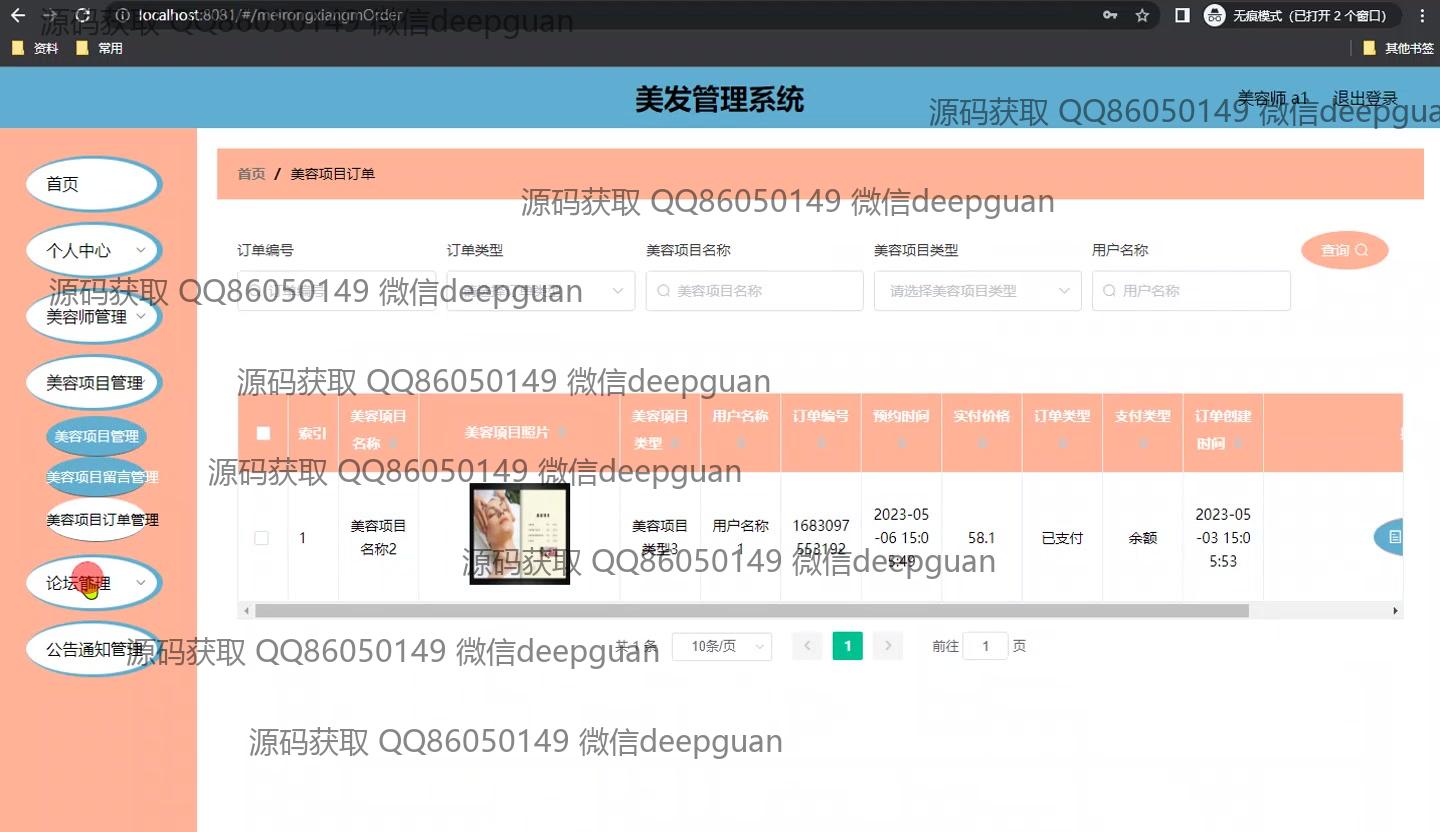 localhost:8081/#/meirongxiangmOrder
无痕模式（已打开 2 个窗口）
资料
常用
其他书签
源码获取 QQ86050149 微信deepguan
美发管理系统
美容师 a1
退出登录
源码获取 QQ86050149 微信deepgua
首页
个人中心
美容师管理
美容项目管理
美容项目管理
美容项目留言管理
美容项目订单管理
论坛管理
公告通知管理
首页 / 美容项目订单
源码获取 QQ86050149 微信deepguan
订单编号
订单类型
美容项目名称
美容项目类型
用户名称
查询
美容项目名称
请选择美容项目类型
用户名称
源码获取 QQ86050149 微信deepguan
源码获取 QQ86050149 微信deepguan
索引
美容项目
名称
美容项目照片
美容项目
类型
用户名称
订单编号
预约时间
实付价格
订单类型
支付类型
订单创建
时间
源码获取 QQ86050149 微信deepguan
1
美容项目
名称2
美容项目
类型3
用户名称
1
1683097
553192
2023-05
-06 15:0
5:49
58.1
已支付
余额
2023-05
-03 15:0
5:53
源码获取 QQ86050149 微信deepguan
共 1 条
10条/页
1
前往
1
页
源码获取 QQ86050149 微信deepguan
源码获取 QQ86050149 微信deepguan